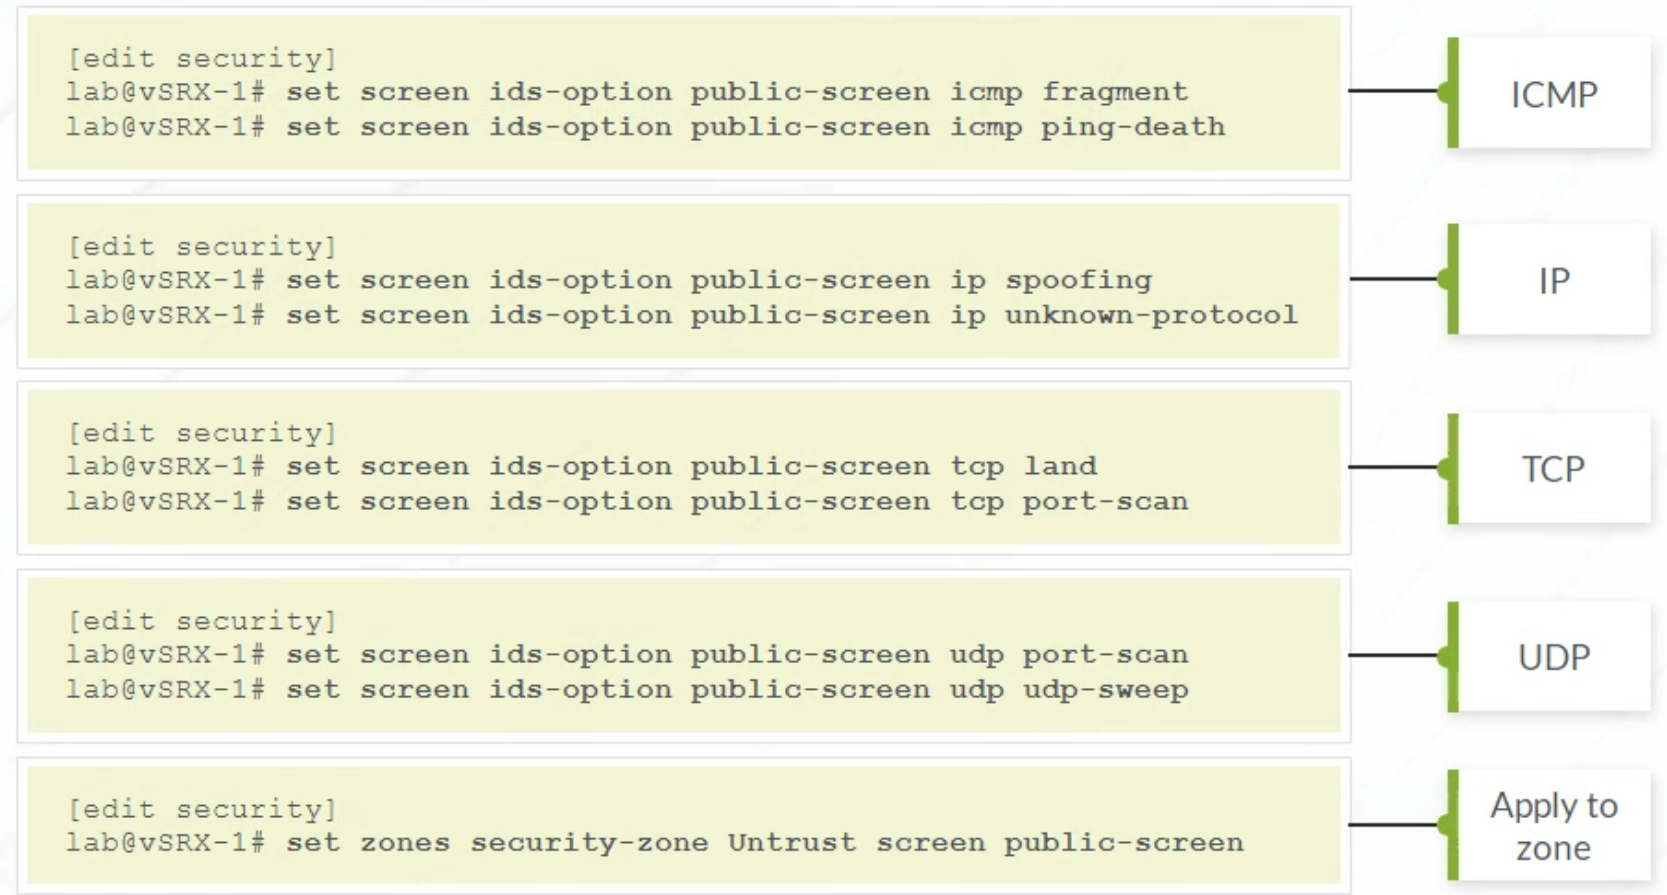 [edit security]
lab@vSRX-1# set screen ids-option public-screen icmp fragment
lab@vSRX-1# set screen ids-option public-screen icmp ping-death
ICMP
[edit security]
lab@vSRX-1# set screen ids-option public-screen ip spoofing
lab@vSRX-1# set screen ids-option public-screen ip unknown-protocol
IP
[edit security]
lab@vSRX-1# set screen ids-option public-screen tcp land
lab@vSRX-1# set screen ids-option public-screen tcp port-scan
TCP
[edit security]
lab@vSRX-1# set screen ids-option public-screen udp port-scan
lab@vSRX-1# set screen ids-option public-screen udp udp-sweep
UDP
[edit security]
lab@vSRX-1# set zones security-zone Untrust screen public-screen
Apply to
zone